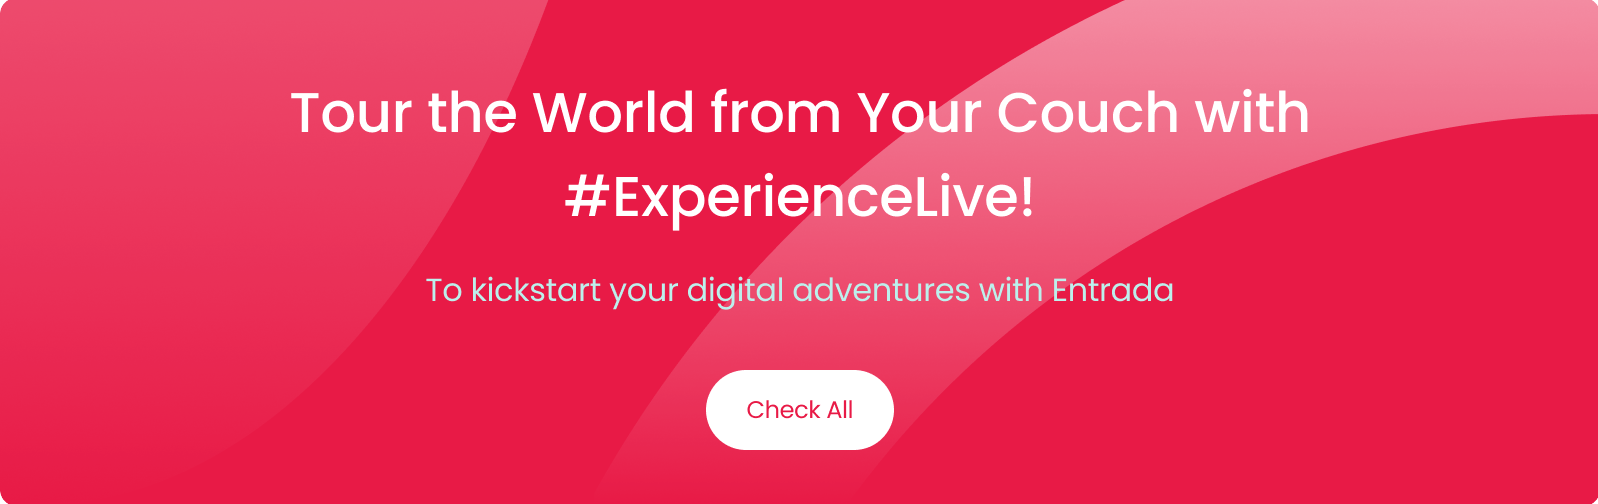 Tour the World from Your Couch with
#ExperienceLive!
To kickstart your digital adventures with Entrada
Check All